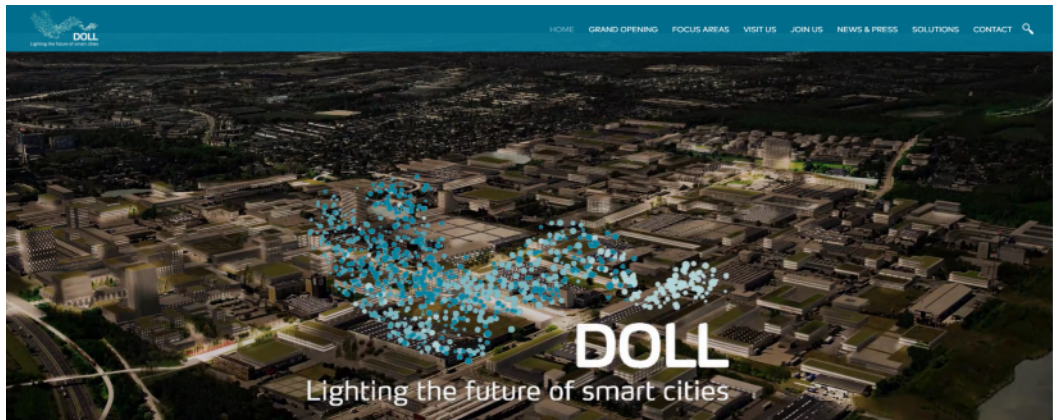 DOLL
Lighting the future of smart cities
HOME GRAND OPENING FOCUS AREAS VISIT US JOIN US NEWS & PRESS SOLUTIONS CONTACT
DOLL
Lighting the future of smart cities